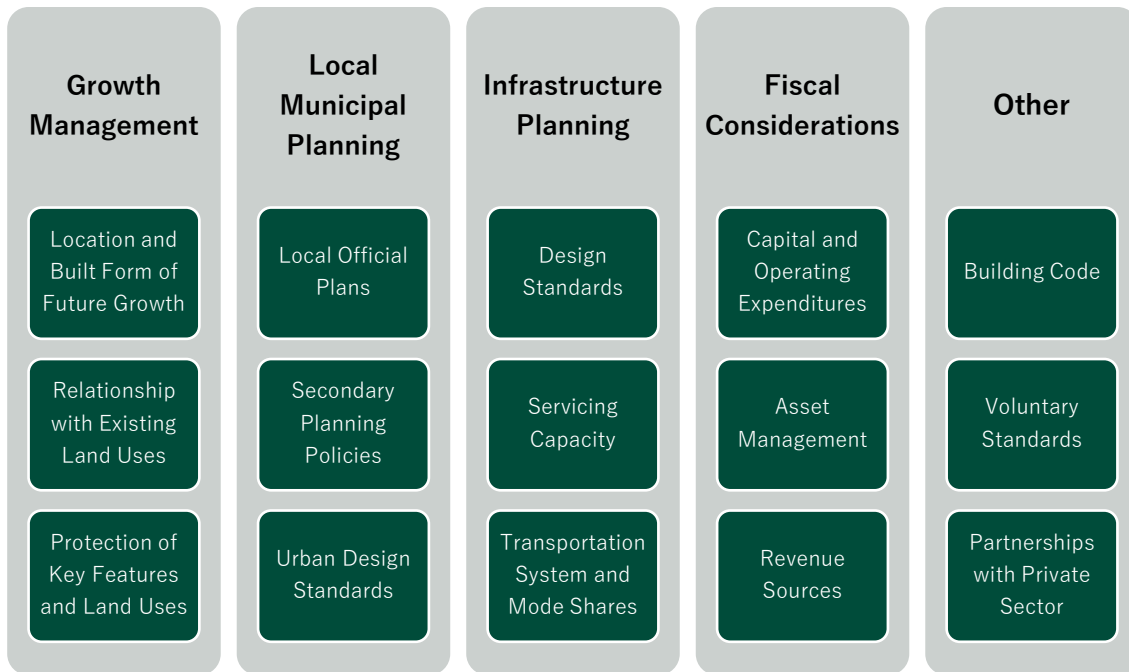 Growth
Management
Location and
Built Form of
Future Growth
Relationship
with Existing
Land Uses
Protection of
Key Features
and Land Uses
Local
Municipal
Planning
Local Official
Plans
Secondary
Planning
Policies
Urban Design
Standards
Infrastructure
Planning
Design
Standards
Servicing
Capacity
Transportation
System and
Mode Shares
Fiscal
Considerations
Capital and
Operating
Expenditures
Asset
Management
Revenue
Sources
Other
Building Code
Voluntary
Standards
Partnerships
with Private
Sector